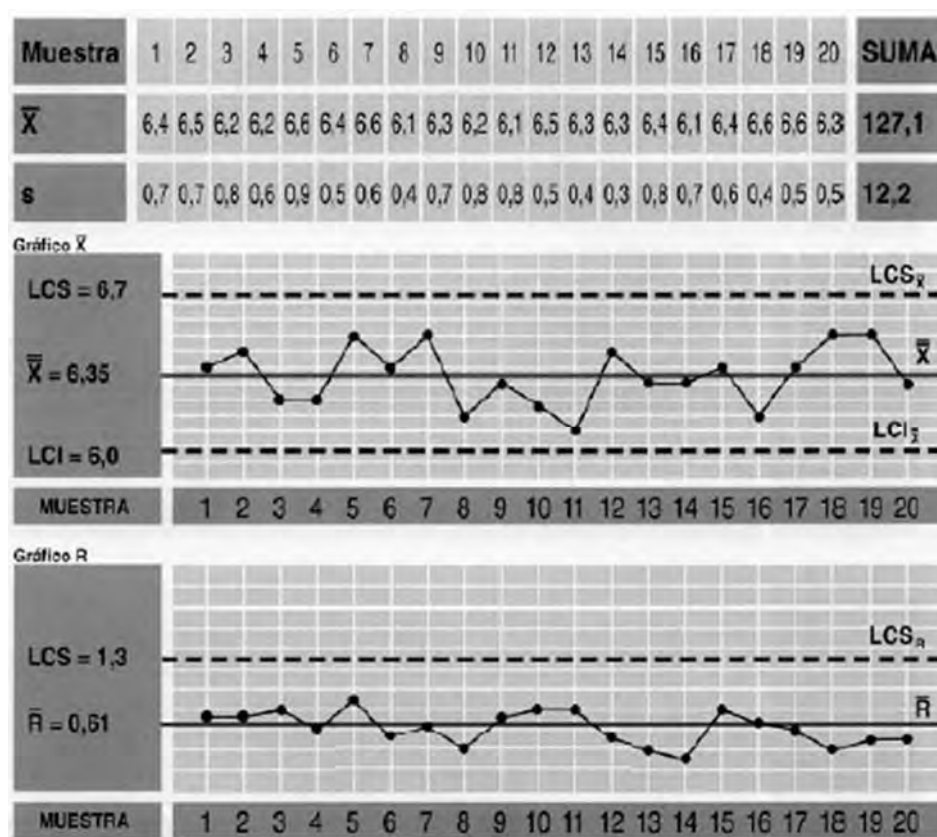 Muestra 1 2 3 4 5 6 7 8 9 10 11 12 13 14 15 16 17 18 19 20 SUMA
X̿ 6,4 6,5 6,2 6,2 6,6 6,4 6,6 6,1 6,3 6,2 6,1 6,5 6,3 6,3 6,4 6,1 6,4 6,6 6,6 6,3 127,1
s 0,7 0,7 0,8 0,6 0,9 0,5 0,6 0,4 0,7 0,8 0,8 0,5 0,4 0,3 0,8 0,7 0,6 0,4 0,5 0,5 12,2
Gráfico X̅
LCS = 6,7
LCS X̅
X̿ = 6,35
X̿
LCI = 6,0
LCI X̅
MUESTRA 1 2 3 4 5 6 7 8 9 10 11 12 13 14 15 16 17 18 19 20
Gráfico R
LCS = 1,3
LCS R
R̅ = 0,61
R̅
MUESTRA 1 2 3 4 5 6 7 8 9 10 11 12 13 14 15 16 17 18 19 20